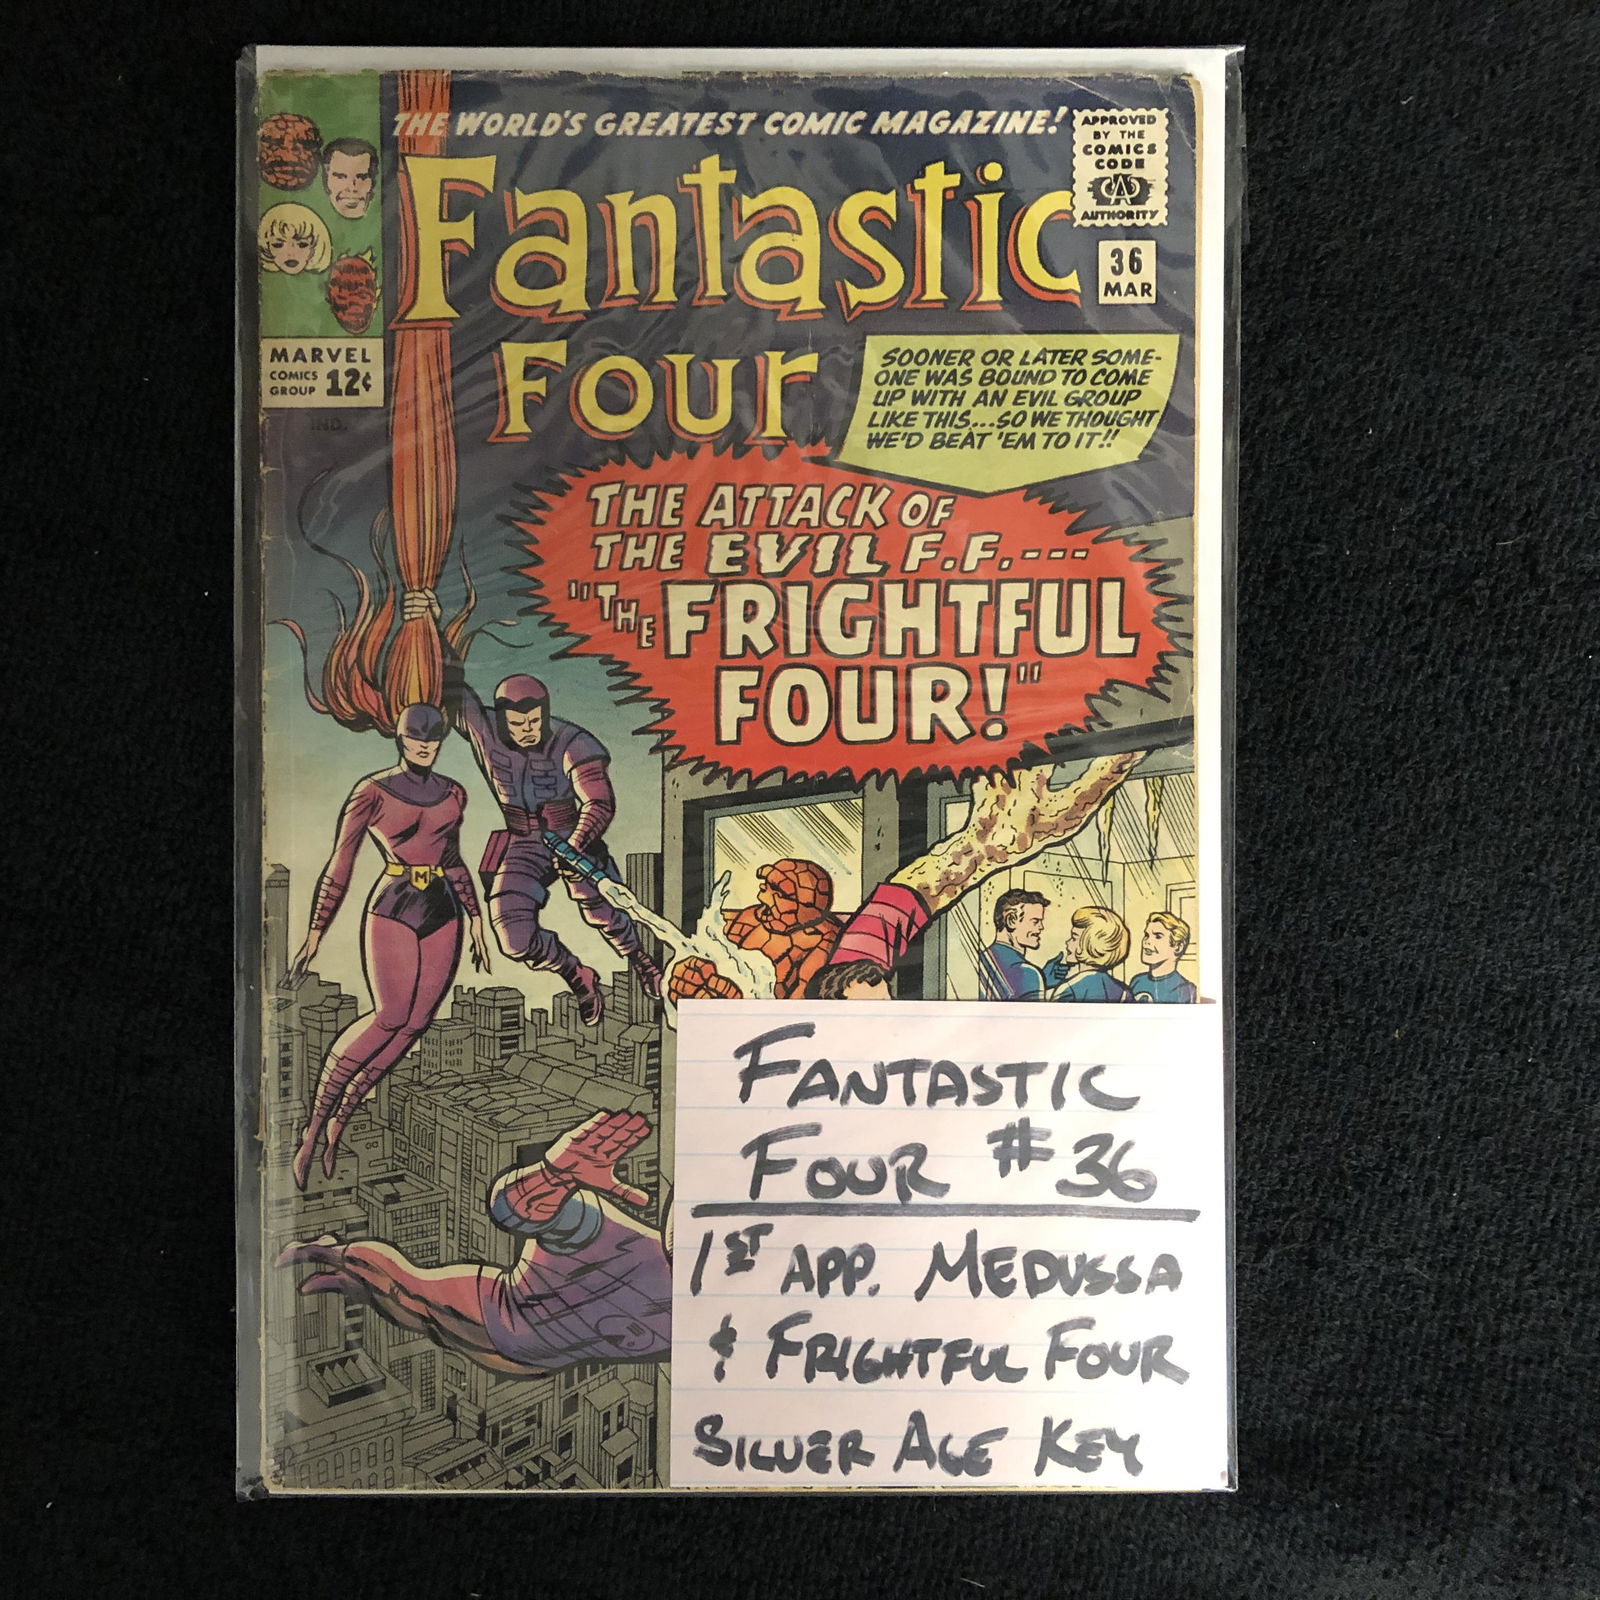 THE WORLD'S GREATEST COMIC MAGAZINE!
APPROVED
BY THE
COMICS
CODE
CA
AUTHORITY
Fantastic
Four
36
MAR
MARVEL
COMICS
GROUP 12¢
IND.
SOONER OR LATER SOME-
ONE WAS BOUND TO COME
UP WITH AN EVIL GROUP
LIKE THIS...SO WE THOUGHT
WE'D BEAT 'EM TO IT!!
THE ATTACK OF
THE EVIL F.F.---
"THE FRIGHTFUL
FOUR!"
M
FANTASTIC
FOUR #36
1ST APP. MEDUSSA
& FRIGHTFUL FOUR
SILVER AGE KEY